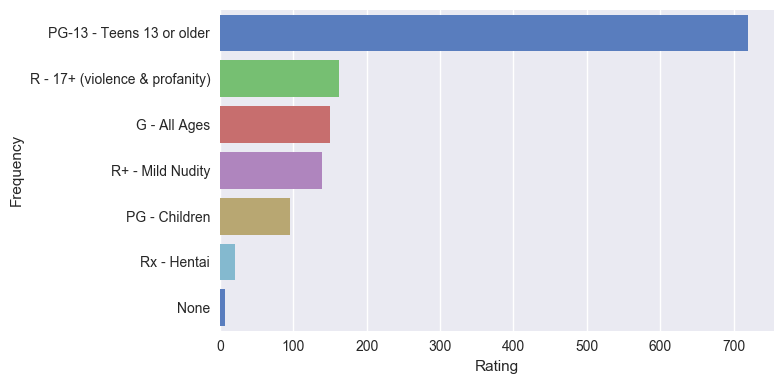 PG-13 - Teens 13 or older
R - 17+ (violence & profanity)
G - All Ages
R+ - Mild Nudity
PG - Children
Rx - Hentai
None
Frequency
0 100 200 300 400 500 600 700
Rating